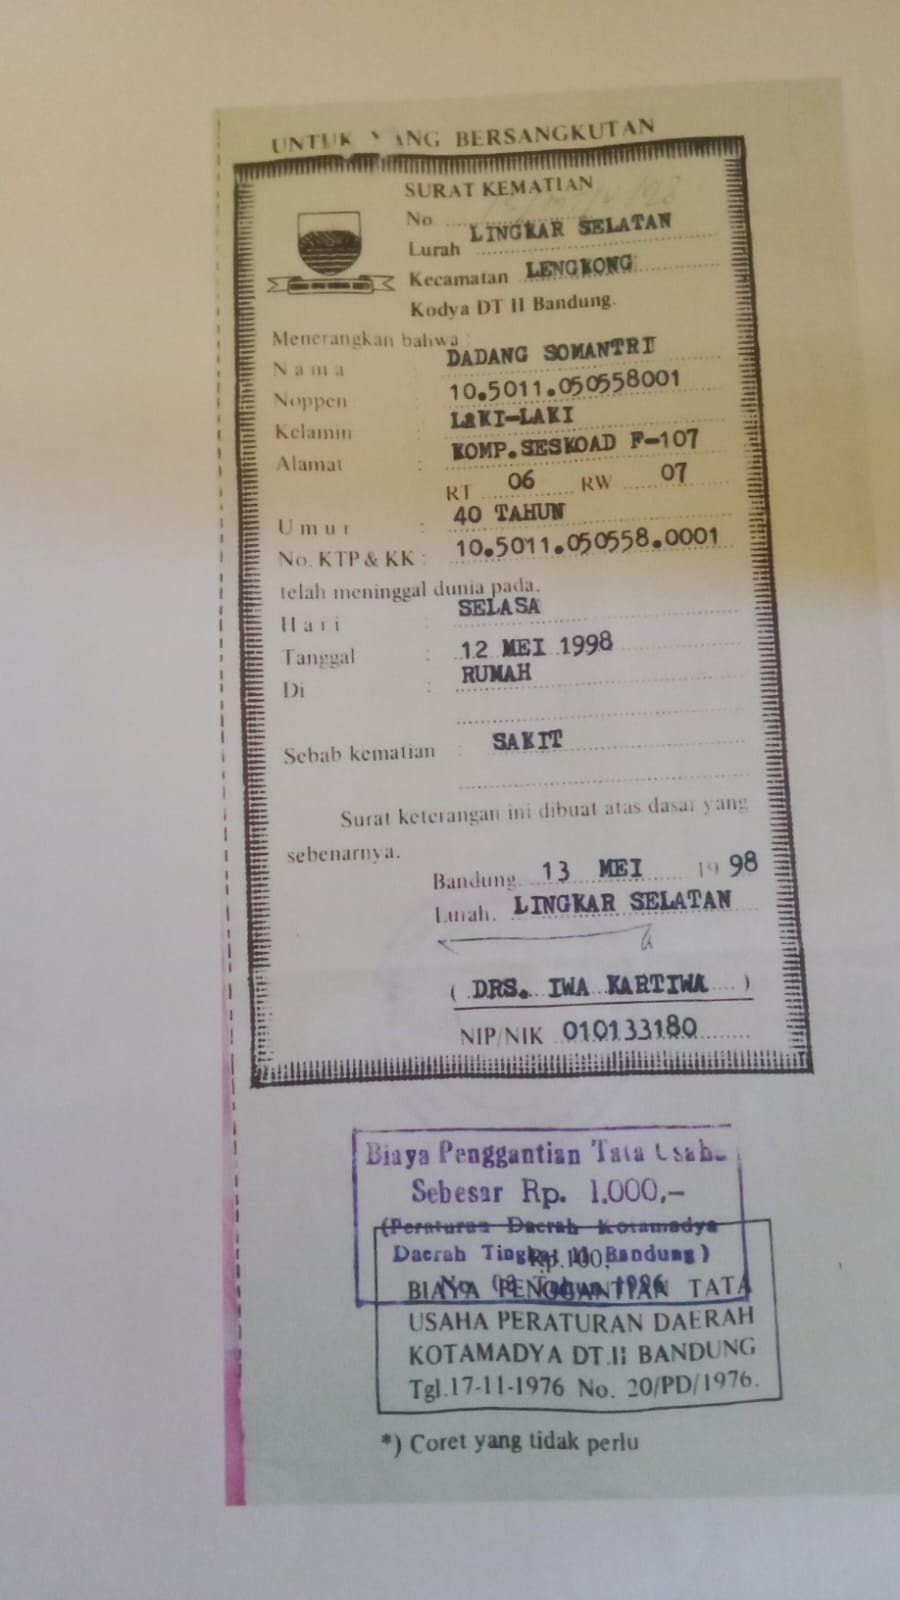 UNTUK YANG BERSANGKUTAN
SURAT KEMATIAN
No
Lurah LINGKAR SELATAN
Kecamatan LENGKONG
Kodya DT II Bandung.
Menerangkan bahwa :
Nama : DADANG SOMANTRI
Noppen : 10.5011.050558001
Kelamin : LAKI-LAKI
Alamat : KOMP.SESKOAD F-107
RT 06 RW 07
Umur : 40 TAHUN
No. KTP & KK : 10.5011.050558.0001
telah meninggal dunia pada.
Hari : SELASA
Tanggal : 12 MEI 1998
Di : RUMAH
Sebab kematian : SAKIT
Surat keterangan ini dibuat atas dasar yang
sebenarnya.
Bandung, 13 MEI 1998
Lurah. LINGKAR SELATAN
( DRS. IWA KARTIWA )
NIP/NIK 010133180
Biaya Penggantian Tata Usaha
Sebesar Rp. 1.000,-
(Peraturan Daerah Kotamadya
Daerah Tingkat II Bandung)
Rp.100,
BIAYA PENGGANTIAN TATA
USAHA PERATURAN DAERAH
KOTAMADYA DT.II BANDUNG
Tgl.17-11-1976 No. 20/PD/1976.
*) Coret yang tidak perlu